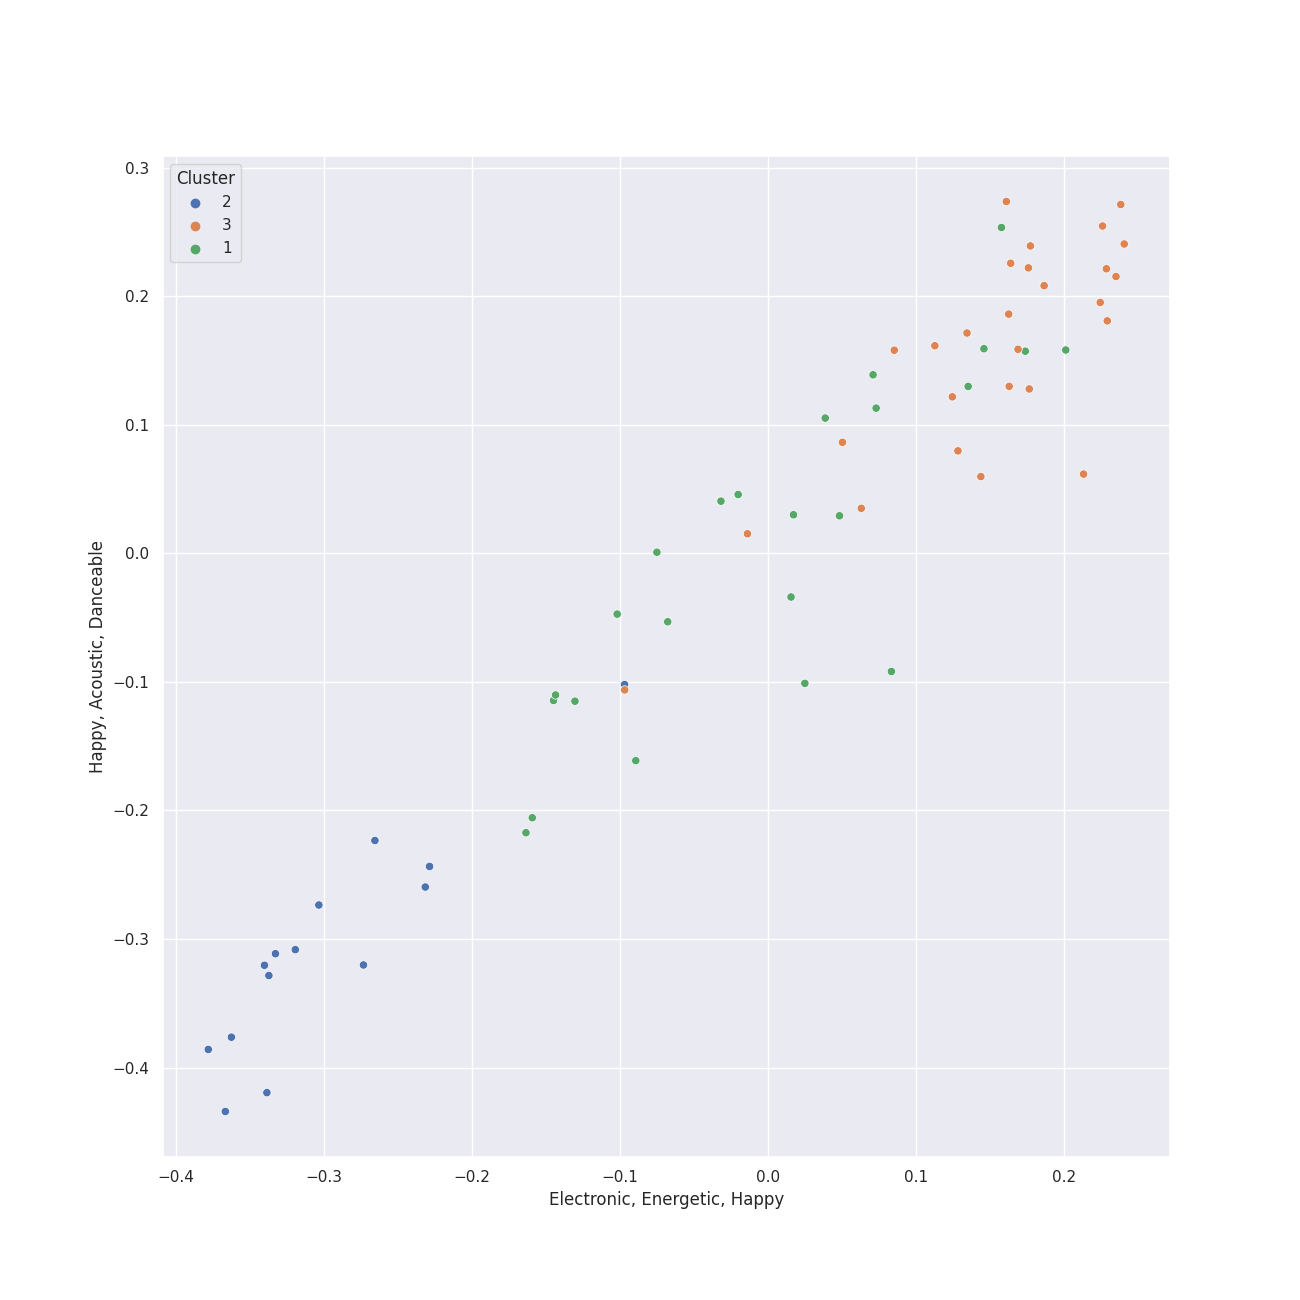 Cluster
2
3
1
0.3
0.2
0.1
0.0
−0.1
−0.2
−0.3
−0.4
Happy, Acoustic, Danceable
−0.4 −0.3 −0.2 −0.1 0.0 0.1 0.2
Electronic, Energetic, Happy